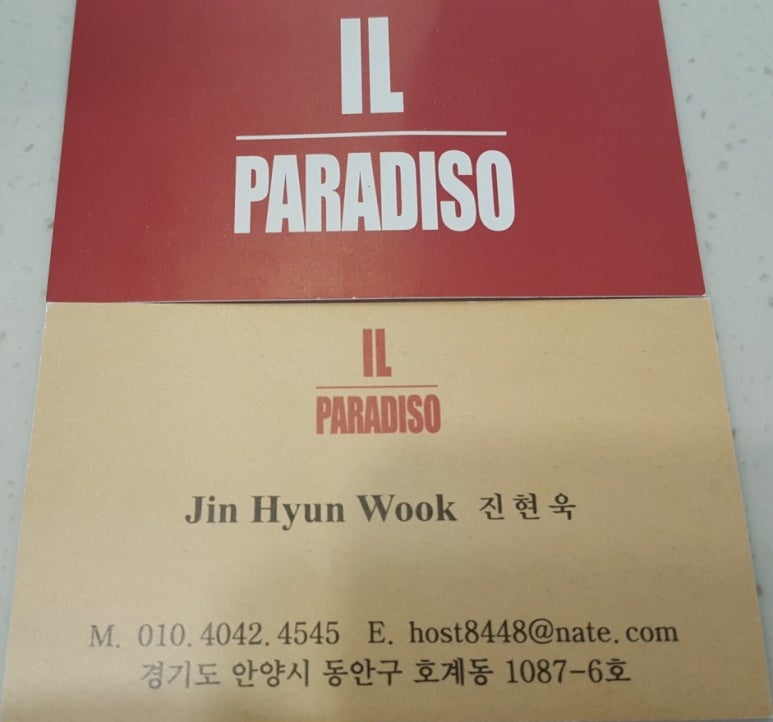 IL
PARADISO
IL
PARADISO
Jin Hyun Wook 진현욱
M. 010.4042.4545 E. host8448@nate.com
경기도 안양시 동안구 호계동 1087-6호